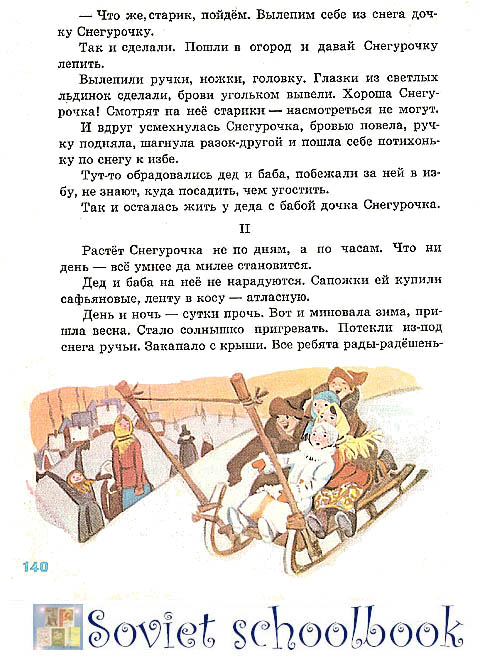 — Что же, старик, пойдём. Вылепим себе из снега доч-
ку Снегурочку.
Так и сделали. Пошли в огород и давай Снегурочку
лепить.
Вылепили ручки, ножки, головку. Глазки из светлых
льдинок сделали, брови угольком вывели. Хороша Снегу-
рочка! Смотрят на неё старики — насмотреться не могут.
И вдруг усмехнулась Снегурочка, бровью повела, руч-
ку подняла, шагнула разок-другой и пошла себе потихонь-
ку по снегу к избе.
Тут-то обрадовались дед и баба, побежали за ней в из-
бу, не знают, куда посадить, чем угостить.
Так и осталась жить у деда с бабой дочка Снегурочка.
II
Растёт Снегурочка не по дням, а по часам. Что ни
день — всё умнее да милее становится.
Дед и баба на неё не нарадуются. Сапожки ей купили
сафьяновые, ленту в косу — атласную.
День и ночь — сутки прочь. Вот и миновала зима, при-
шла весна. Стало солнышко пригревать. Потекли из-под
снега ручьи. Закапало с крыши. Все ребята рады-радёшень-
140
Soviet schoolbook